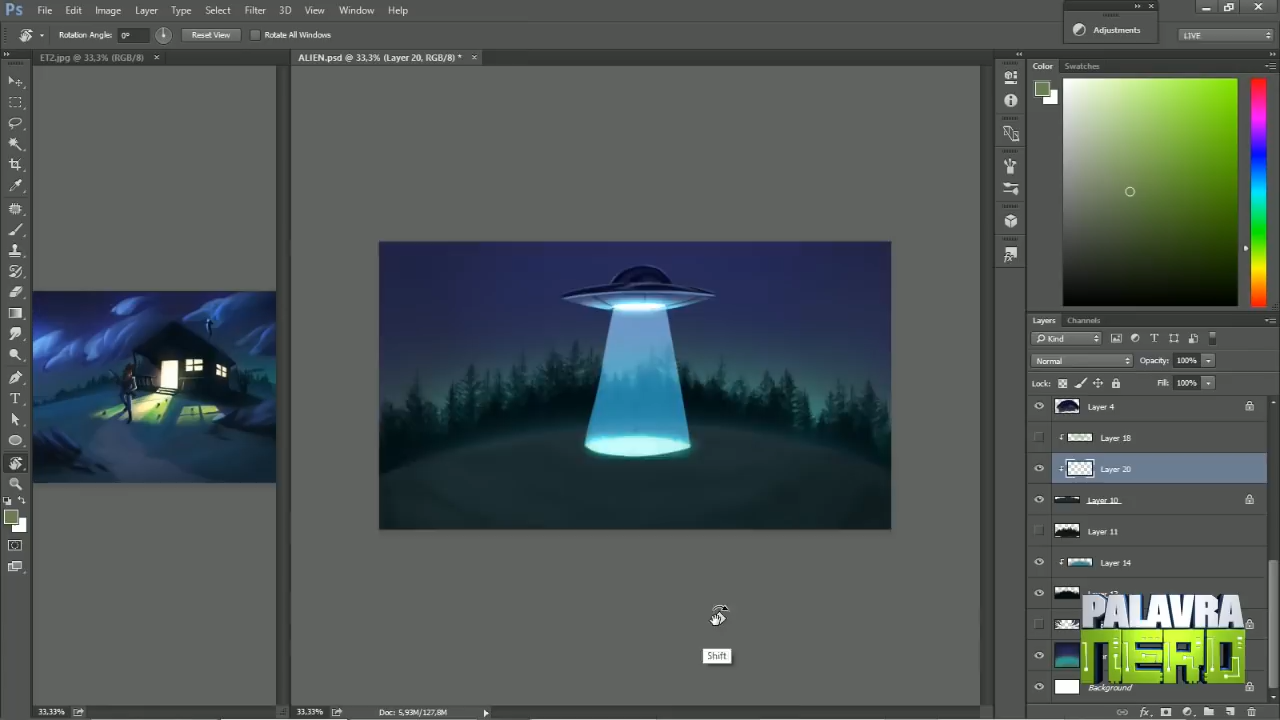 Ps File Edit Image Layer Type Select Filter 3D View Window Help
Rotation Angle: 0° Reset View Rotate All Windows
Adjustments
LIVE
ET2.jpg @ 33,3% (RGB/8) ×
ALIEN.psd @ 33,3% (Layer 20, RGB/8) * ×
Color Swatches
Layers Channels
Kind
Normal Opacity: 100%
Lock: Fill: 100%
Layer 4
Layer 18
Layer 20
Layer 10
Layer 11
Layer 14
Background
Shift
PALAVRA
NERD
33,33%
33,33% Doc: 5,93M/127,8M